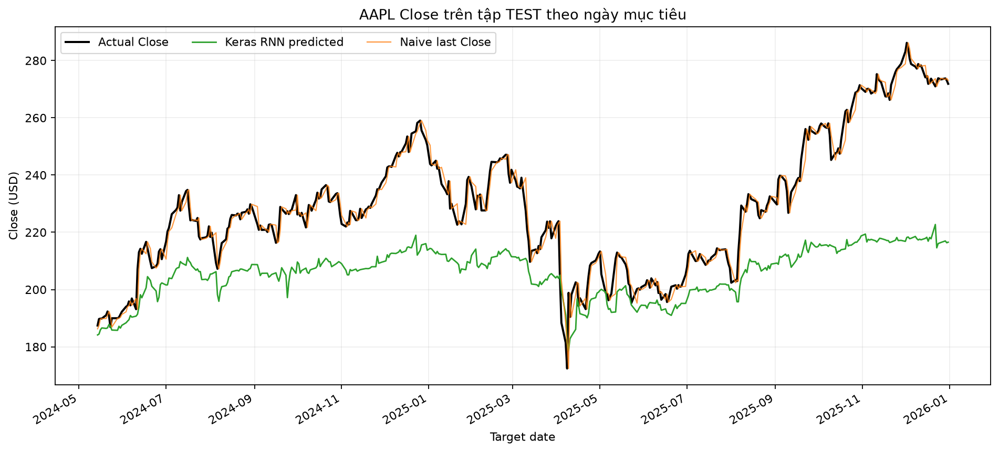 AAPL Close trên tập TEST theo ngày mục tiêu
Actual Close
Keras RNN predicted
Naive last Close
Close (USD)
280
260
240
220
200
180
2024-05
2024-07
2024-09
2024-11
2025-01
2025-03
2025-05
2025-07
2025-09
2025-11
2026-01
Target date